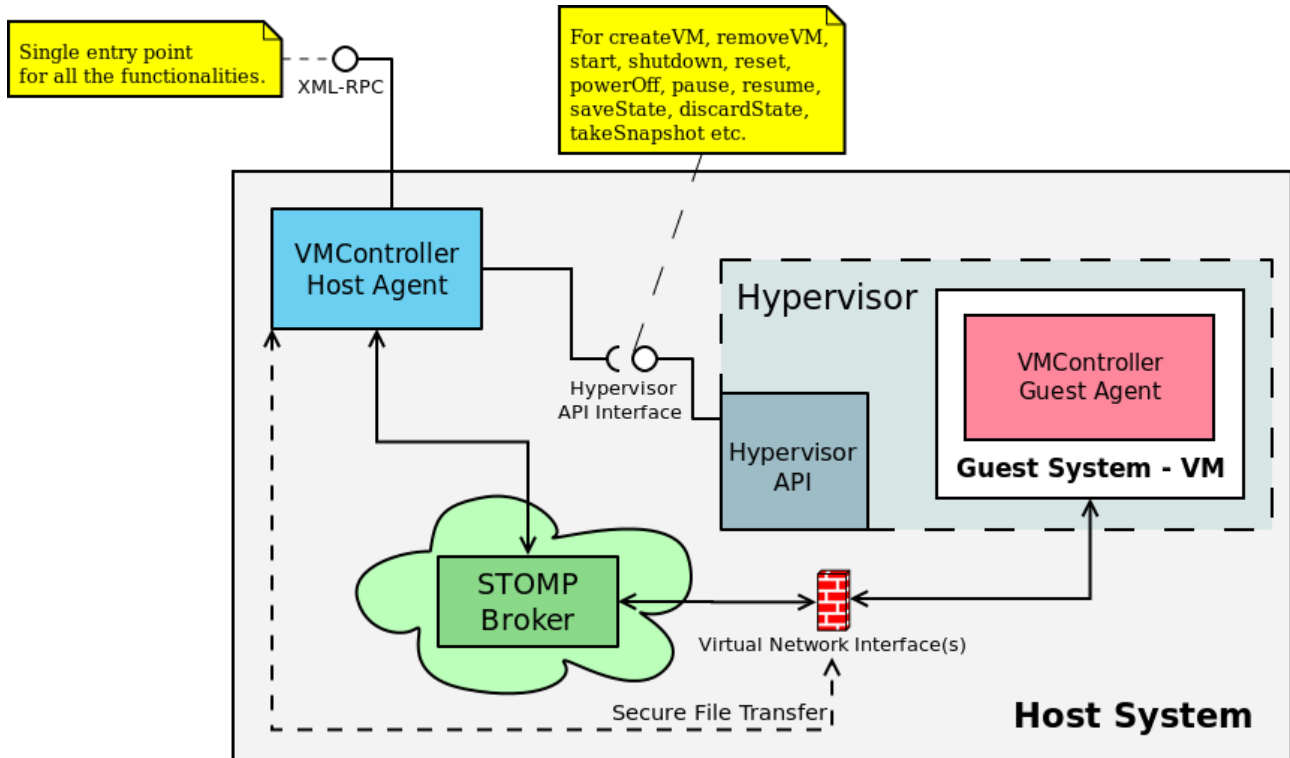 Single entry point
for all the functionalities.
XML-RPC
For createVM, removeVM,
start, shutdown, reset,
powerOff, pause, resume,
saveState, discardState,
takeSnapshot etc.
VMController
Host Agent
Hypervisor
API Interface
Hypervisor
VMController
Guest Agent
Guest System - VM
Hypervisor
API
STOMP
Broker
Virtual Network Interface(s)
Secure File Transfer
Host System